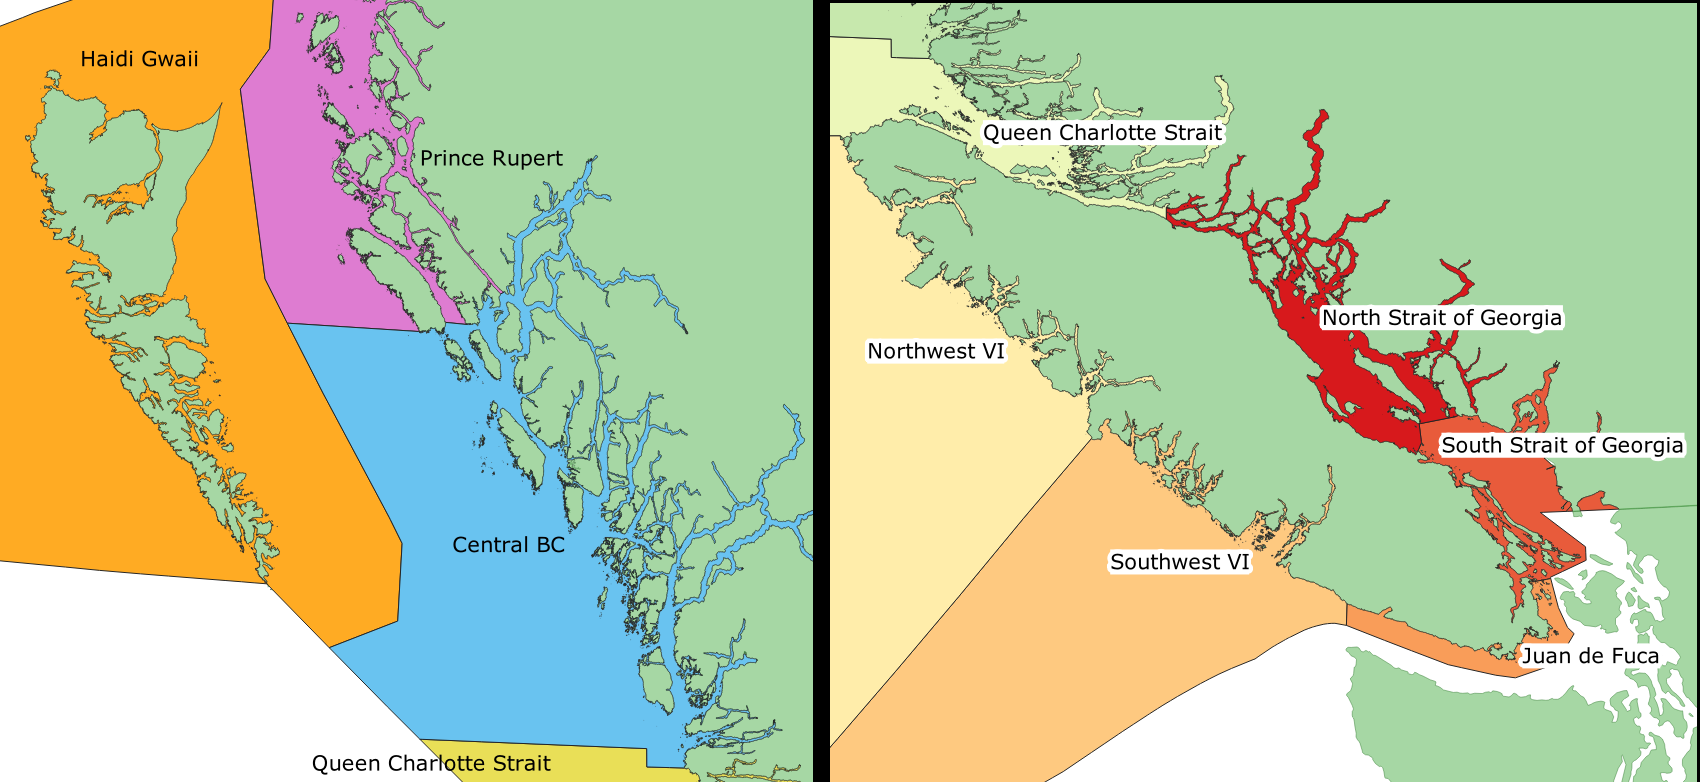 Haidi Gwaii
Prince Rupert
Central BC
Queen Charlotte Strait
Queen Charlotte Strait
North Strait of Georgia
Northwest VI
South Strait of Georgia
Southwest VI
Juan de Fuca